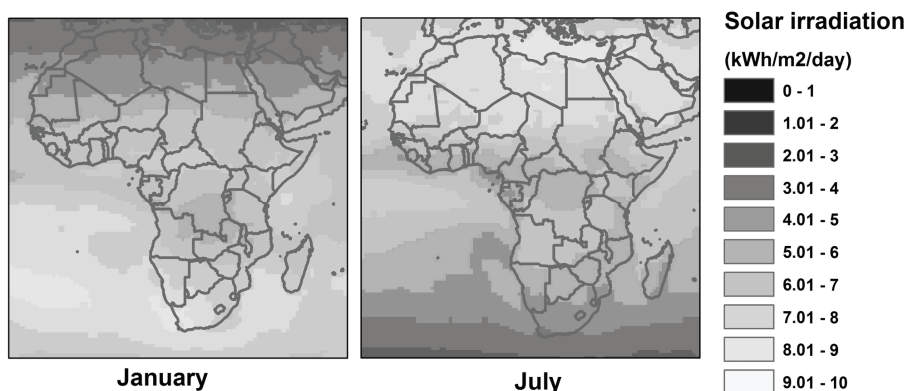 Solar irradiation
(kWh/m2/day)
0 - 1
1.01 - 2
2.01 - 3
3.01 - 4
4.01 - 5
5.01 - 6
6.01 - 7
7.01 - 8
8.01 - 9
9.01 - 10
January
July